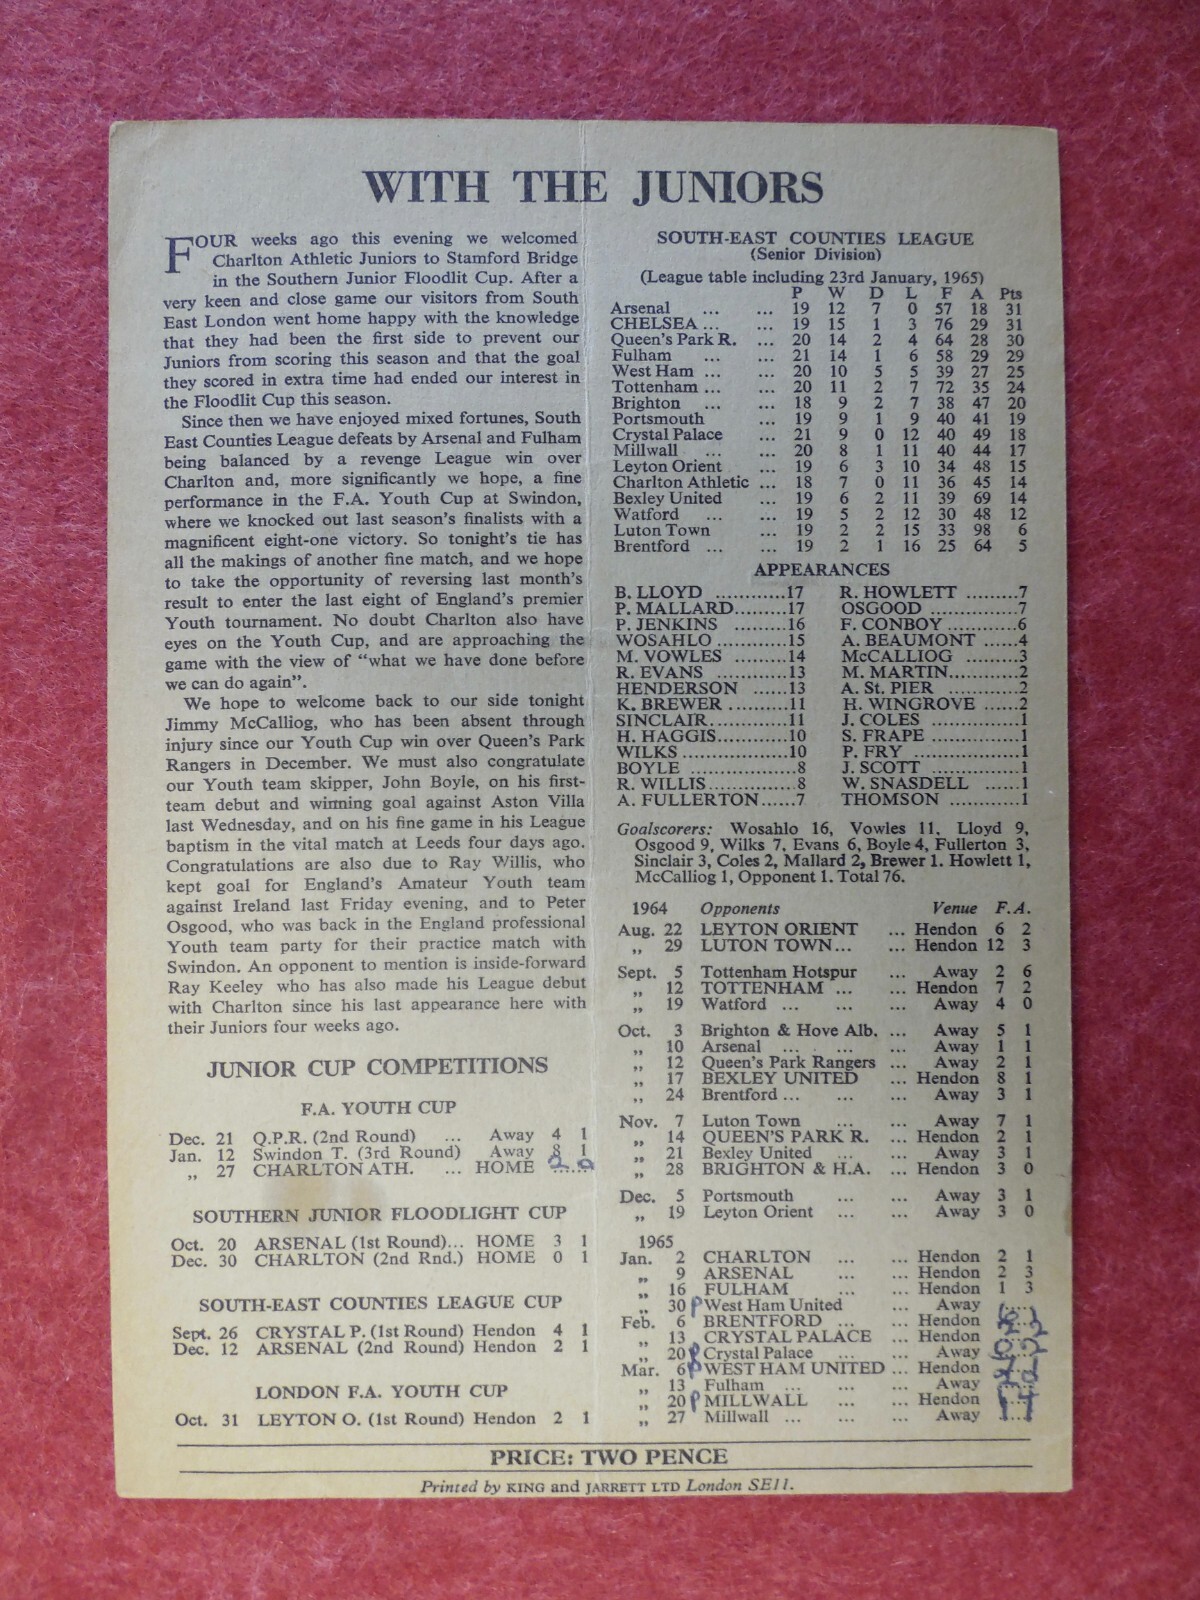 WITH THE JUNIORS
FOUR weeks ago this evening we welcomed
Charlton Athletic Juniors to Stamford Bridge
in the Southern Junior Floodlit Cup. After a
very keen and close game our visitors from South
East London went home happy with the knowledge
that they had been the first side to prevent our
Juniors from scoring this season and that the goal
they scored in extra time had ended our interest in
the Floodlit Cup this season.
Since then we have enjoyed mixed fortunes, South
East Counties League defeats by Arsenal and Fulham
being balanced by a revenge League win over
Charlton and, more significantly we hope, a fine
performance in the F.A. Youth Cup at Swindon,
where we knocked out last season's finalists with a
magnificent eight-one victory. So tonight's tie has
all the makings of another fine match, and we hope
to take the opportunity of reversing last month's
result to enter the last eight of England's premier
Youth tournament. No doubt Charlton also have
eyes on the Youth Cup, and are approaching the
game with the view of "what we have done before
we can do again".
We hope to welcome back to our side tonight
Jimmy McCalliog, who has been absent through
injury since our Youth Cup win over Queen's Park
Rangers in December. We must also congratulate
our Youth team skipper, John Boyle, on his first-
team debut and winning goal against Aston Villa
last Wednesday, and on his fine game in his League
baptism in the vital match at Leeds four days ago.
Congratulations are also due to Ray Willis, who
kept goal for England's Amateur Youth team
against Ireland last Friday evening, and to Peter
Osgood, who was back in the England professional
Youth team party for their practice match with
Swindon. An opponent to mention is inside-forward
Ray Keeley who has also made his League debut
with Charlton since his last appearance here with
their Juniors four weeks ago.
JUNIOR CUP COMPETITIONS
F.A. YOUTH CUP
Dec. 21 Q.P.R. (2nd Round) ... Away 4 1
Jan. 12 Swindon T. (3rd Round) Away 8 1
„ 27 CHARLTON ATH. ... HOME 2 0
SOUTHERN JUNIOR FLOODLIGHT CUP
Oct. 20 ARSENAL (1st Round)... HOME 3 1
Dec. 30 CHARLTON (2nd Rnd.) HOME 0 1
SOUTH-EAST COUNTIES LEAGUE CUP
Sept. 26 CRYSTAL P. (1st Round) Hendon 4 1
Dec. 12 ARSENAL (2nd Round) Hendon 2 1
LONDON F.A. YOUTH CUP
Oct. 31 LEYTON O. (1st Round) Hendon 2 1
SOUTH-EAST COUNTIES LEAGUE
(Senior Division)
(League table including 23rd January, 1965)
P W D L F A Pts
Arsenal ... ... 19 12 7 0 57 18 31
CHELSEA ... ... 19 15 1 3 76 29 31
Queen's Park R. ... 20 14 2 4 64 28 30
Fulham ... ... 21 14 1 6 58 29 29
West Ham ... ... 20 10 5 5 39 27 25
Tottenham ... ... 20 11 2 7 72 35 24
Brighton ... ... 18 9 2 7 38 47 20
Portsmouth ... 19 9 1 9 40 41 19
Crystal Palace ... 21 9 0 12 40 49 18
Millwall ... ... 20 8 1 11 40 44 17
Leyton Orient ... 19 6 3 10 34 48 15
Charlton Athletic ... 18 7 0 11 36 45 14
Bexley United ... 19 6 2 11 39 69 14
Watford ... ... 19 5 2 12 30 48 12
Luton Town ... 19 2 2 15 33 98 6
Brentford ... ... 19 2 1 16 25 64 5
APPEARANCES
B. LLOYD ............17 R. HOWLETT .........7
P. MALLARD.........17 OSGOOD ...............7
P. JENKINS .........16 F. CONBOY ............6
WOSAHLO ............15 A. BEAUMONT ......4
M. VOWLES .........14 McCALLIOG .........3
R. EVANS ............13 M. MARTIN............2
HENDERSON ......13 A. St. PIER ............2
K. BREWER .........11 H. WINGROVE ......2
SINCLAIR............11 J. COLES ...............1
H. HAGGIS............10 S. FRAPE ...............1
WILKS ..................10 P. FRY ..................1
BOYLE ..................8 J. SCOTT ...............1
R. WILLIS...............8 W. SNASDELL ......1
A. FULLERTON......7 THOMSON ............1
Goalscorers: Wosahlo 16, Vowles 11, Lloyd 9,
Osgood 9, Wilks 7, Evans 6, Boyle 4, Fullerton 3,
Sinclair 3, Coles 2, Mallard 2, Brewer 1. Howlett 1,
McCalliog 1, Opponent 1. Total 76.
1964 Opponents Venue F. A.
Aug. 22 LEYTON ORIENT ... Hendon 6 2
„ 29 LUTON TOWN... ... Hendon 12 3
Sept. 5 Tottenham Hotspur ... Away 2 6
„ 12 TOTTENHAM ... ... Hendon 7 2
„ 19 Watford ... ... ... Away 4 0
Oct. 3 Brighton & Hove Alb. ... Away 5 1
„ 10 Arsenal ... ... ... Away 1 1
„ 12 Queen's Park Rangers ... Away 2 1
„ 17 BEXLEY UNITED ... Hendon 8 1
„ 24 Brentford ... ... ... Away 3 1
Nov. 7 Luton Town ... ... Away 7 1
„ 14 QUEEN'S PARK R. ... Hendon 2 1
„ 21 Bexley United ... ... Away 3 1
„ 28 BRIGHTON & H.A. ... Hendon 3 0
Dec. 5 Portsmouth ... ... Away 3 1
„ 19 Leyton Orient ... ... Away 3 0
1965
Jan. 2 CHARLTON ... ... Hendon 2 1
„ 9 ARSENAL ... ... Hendon 2 3
„ 16 FULHAM ... ... Hendon 1 3
„ 30 P West Ham United ... Away
Feb. 6 BRENTFORD ... ... Hendon
„ 13 CRYSTAL PALACE ... Hendon
„ 20 P Crystal Palace ... ... Away
Mar. 6 P WEST HAM UNITED ... Hendon
„ 13 Fulham ... ... ... Away
„ 20 P MILLWALL ... ... Hendon
„ 27 Millwall ... ... ... Away
PRICE: TWO PENCE
Printed by KING and JARRETT LTD London SE11.